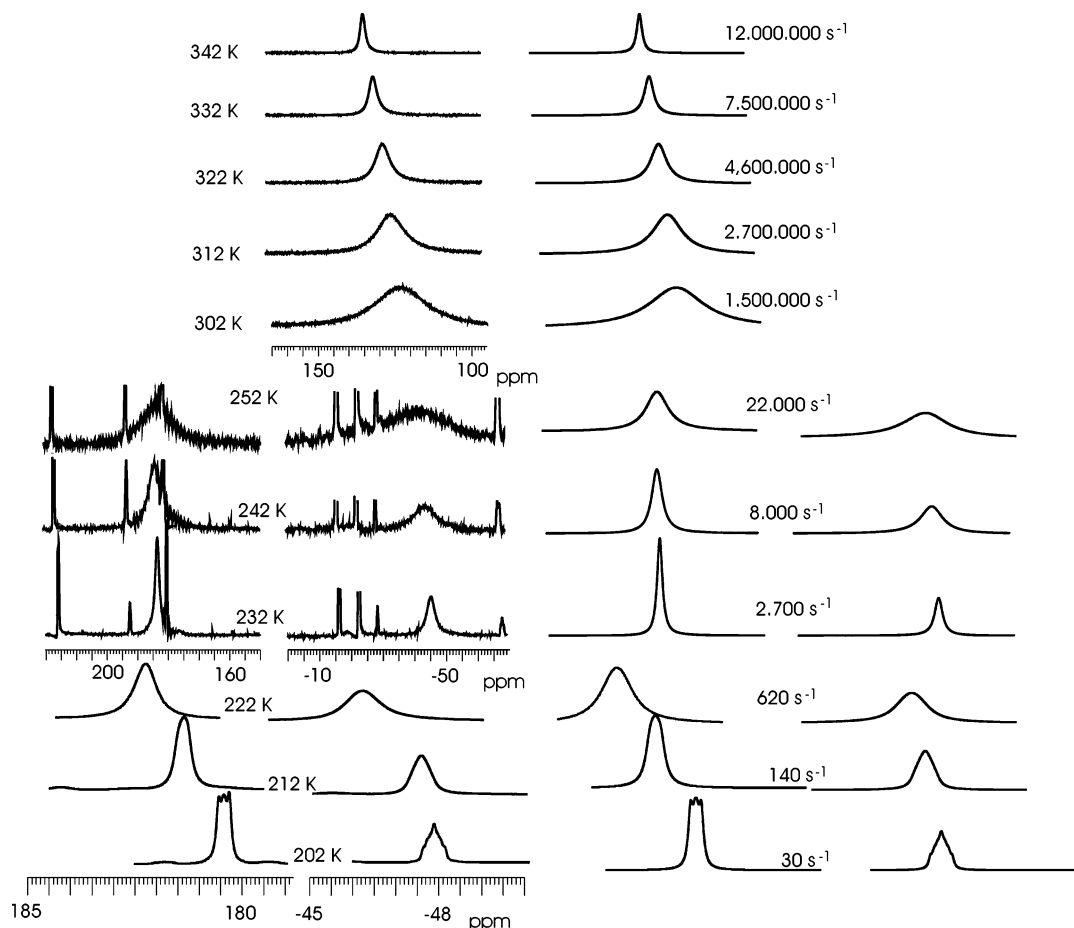 342 K 12.000.000 s-1
332 K 7.500.000 s-1
322 K 4,600.000 s-1
312 K 2.700.000 s-1
302 K 1.500.000 s-1
150 100 ppm
252 K 22.000 s-1
242 K 8.000 s-1
232 K 2.700 s-1
200 160 -10 -50 ppm
222 K 620 s-1
212 K 140 s-1
202 K 30 s-1
185 180 -45 -48 ppm